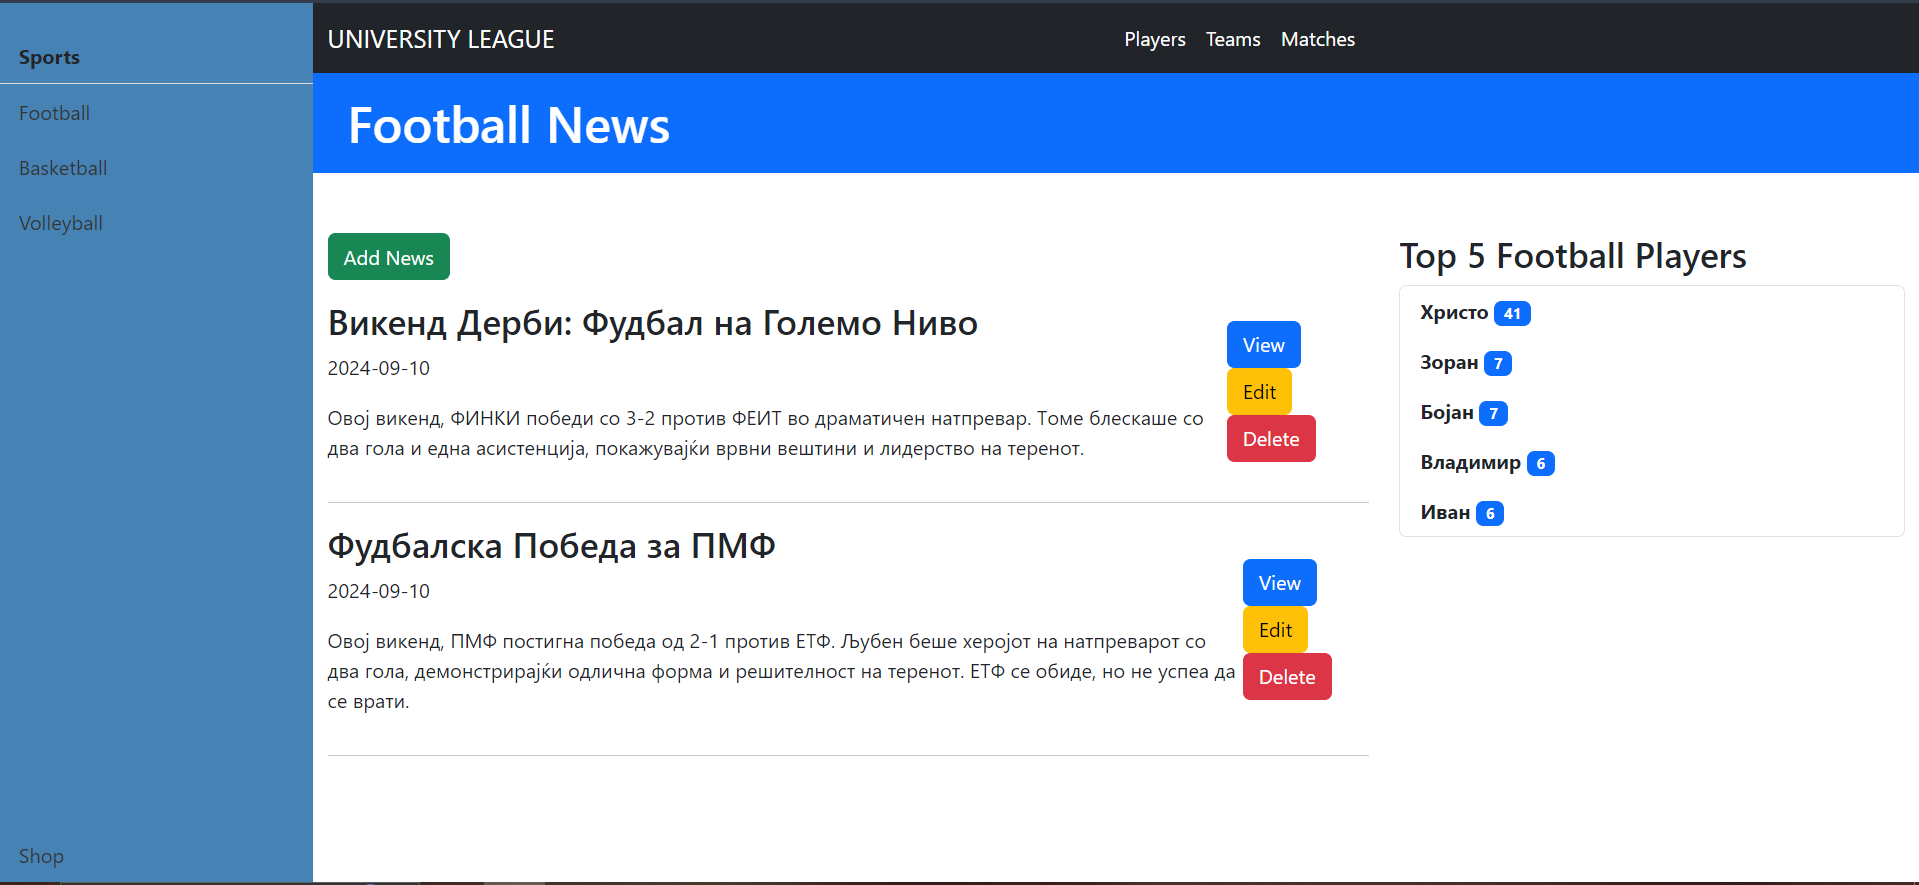 Sports
Football
Basketball
Volleyball
Shop
UNIVERSITY LEAGUE
Players Teams Matches
Football News
Add News
Викенд Дерби: Фудбал на Големо Ниво
2024-09-10
Овој викенд, ФИНКИ победи со 3-2 против ФЕИТ во драматичен натпревар. Томе блескаше со
два гола и една асистенција, покажувајќи врвни вештини и лидерство на теренот.
View
Edit
Delete
Фудбалска Победа за ПМФ
2024-09-10
Овој викенд, ПМФ постигна победа од 2-1 против ЕТФ. Љубен беше херојот на натпреварот со
два гола, демонстрирајќи одлична форма и решителност на теренот. ЕТФ се обиде, но не успеа да
се врати.
View
Edit
Delete
Top 5 Football Players
Христо 41
Зоран 7
Бојан 7
Владимир 6
Иван 6